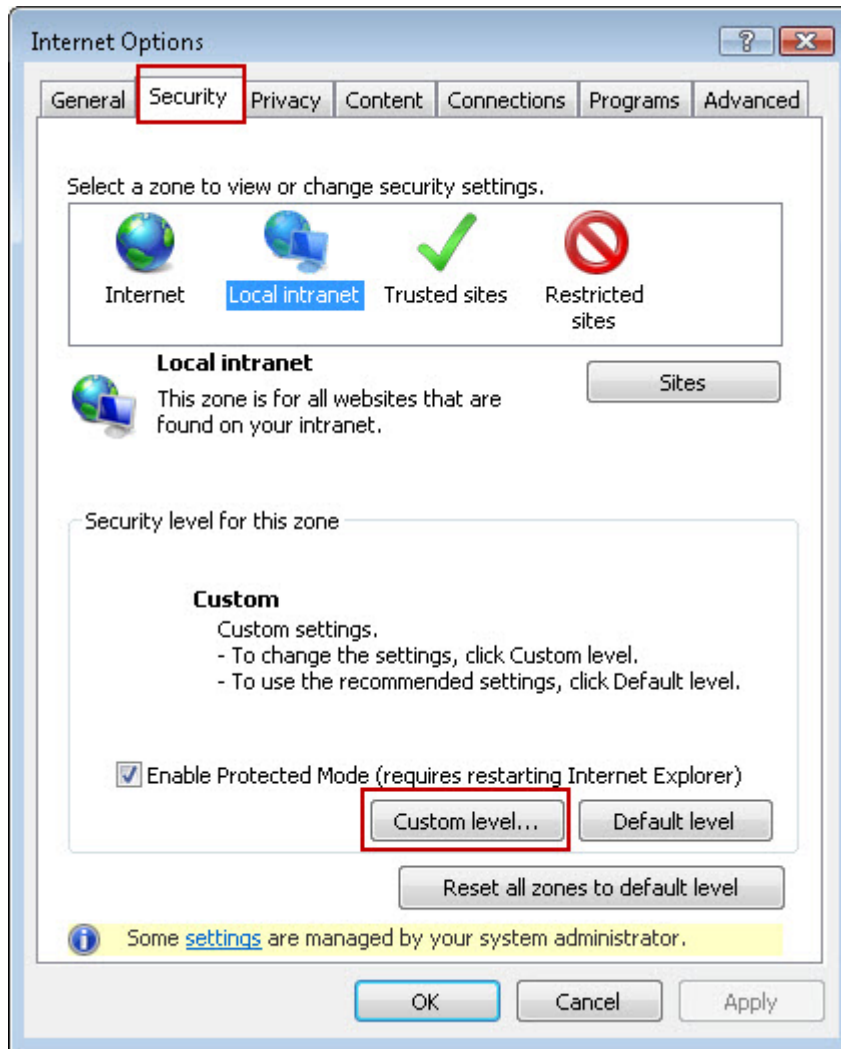 Internet Options
General Security Privacy Content Connections Programs Advanced
Select a zone to view or change security settings.
Internet Local intranet Trusted sites Restricted
sites
Local intranet
Sites
This zone is for all websites that are
found on your intranet.
Security level for this zone
Custom
Custom settings.
- To change the settings, click Custom level.
- To use the recommended settings, click Default level.
Enable Protected Mode (requires restarting Internet Explorer)
Custom level... Default level
Reset all zones to default level
Some settings are managed by your system administrator.
OK Cancel Apply